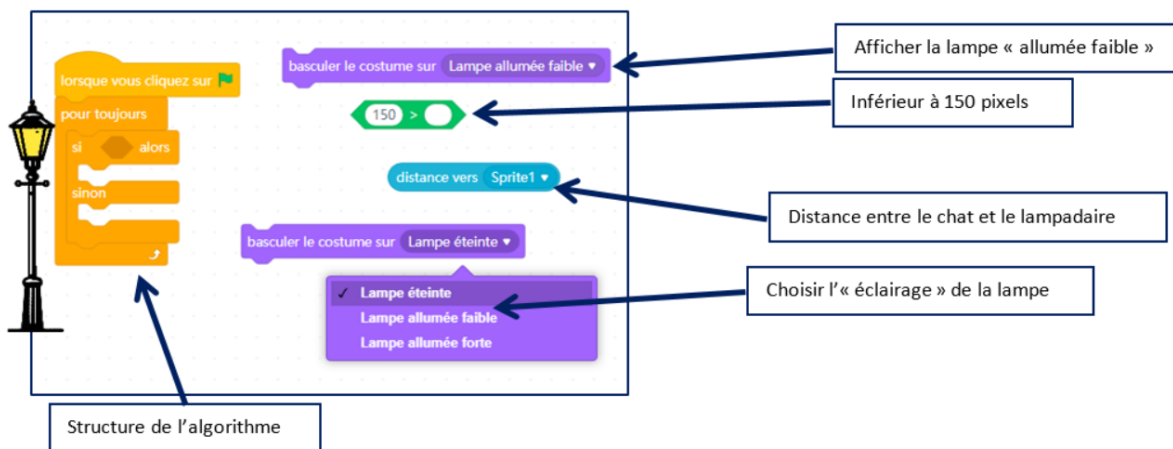 lorsque vous cliquez sur
pour toujours
si alors
sinon
basculer le costume sur Lampe allumée faible
150 >
distance vers Sprite1
basculer le costume sur Lampe éteinte
✓ Lampe éteinte
Lampe allumée faible
Lampe allumée forte
Afficher la lampe « allumée faible »
Inférieur à 150 pixels
Distance entre le chat et le lampadaire
Choisir l'« éclairage » de la lampe
Structure de l'algorithme